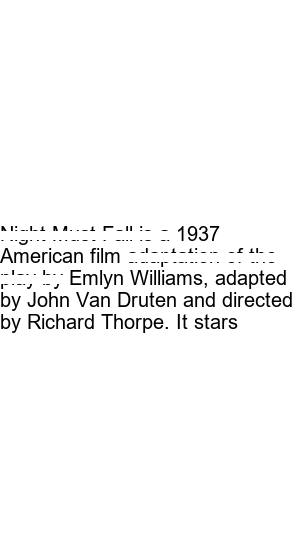 Night Must Fall is a 1937
American film adaptation of the
play by Emlyn Williams, adapted
by John Van Druten and directed
by Richard Thorpe. It stars